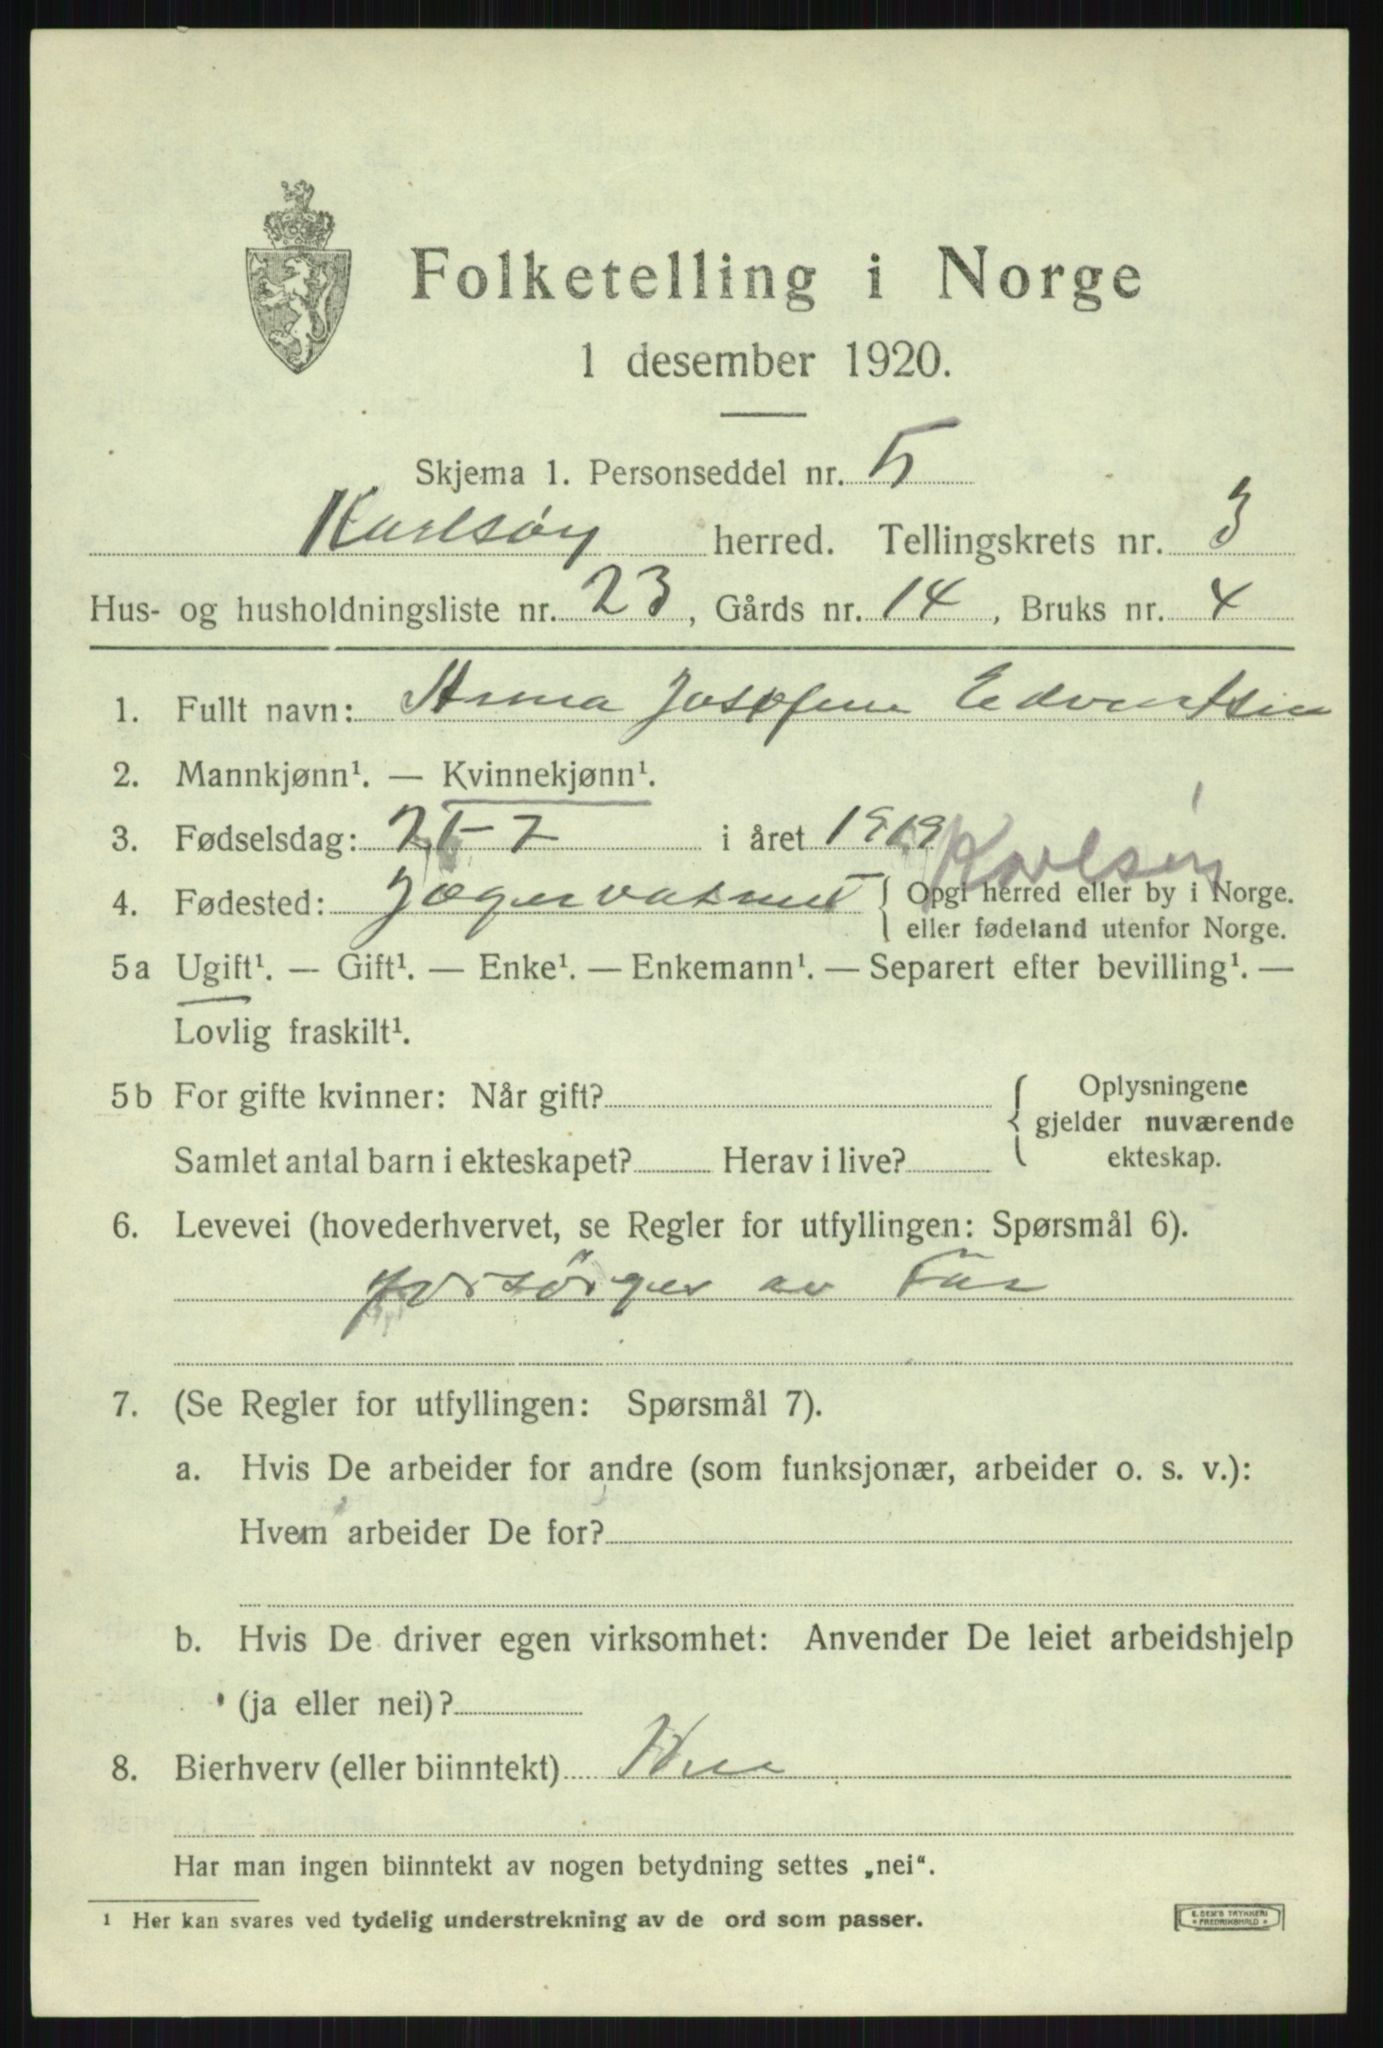 Folketelling i Norge
1 desember 1920.
Skjema 1. Personseddel nr. 5
Karlsøy herred. Tellingskrets nr. 3
Hus- og husholdningsliste nr. 23, Gårds nr. 14, Bruks nr. 4
1. Fullt navn: Anna Josefine Edvartsen
2. Mannkjønn¹. — Kvinnekjønn¹.
3. Fødselsdag: 25-7 i året 1919 Karlsøy
4. Fødested: Jægervatnet { Opgi herred eller by i Norge.
eller fødeland utenfor Norge.
5a Ugift¹. — Gift¹. — Enke¹. — Enkemann¹. — Separert efter bevilling¹. —
Lovlig fraskilt¹.
5b For gifte kvinner: Når gift? { Oplysningene
gjelder nuværende
Samlet antal barn i ekteskapet? Herav i live? ekteskap.
6. Levevei (hovederhvervet, se Regler for utfyllingen: Spørsmål 6).
forsørges av Far
7. (Se Regler for utfyllingen: Spørsmål 7).
a. Hvis De arbeider for andre (som funksjonær, arbeider o. s. v.):
Hvem arbeider De for?
b. Hvis De driver egen virksomhet: Anvender De leiet arbeidshjelp
(ja eller nei)?
8. Bierhverv (eller biinntekt)
Har man ingen biinntekt av nogen betydning settes „nei“.
¹ Her kan svares ved tydelig understrekning av de ord som passer.
E. SEM'S TRYKKERI
FREDRIKSHALD